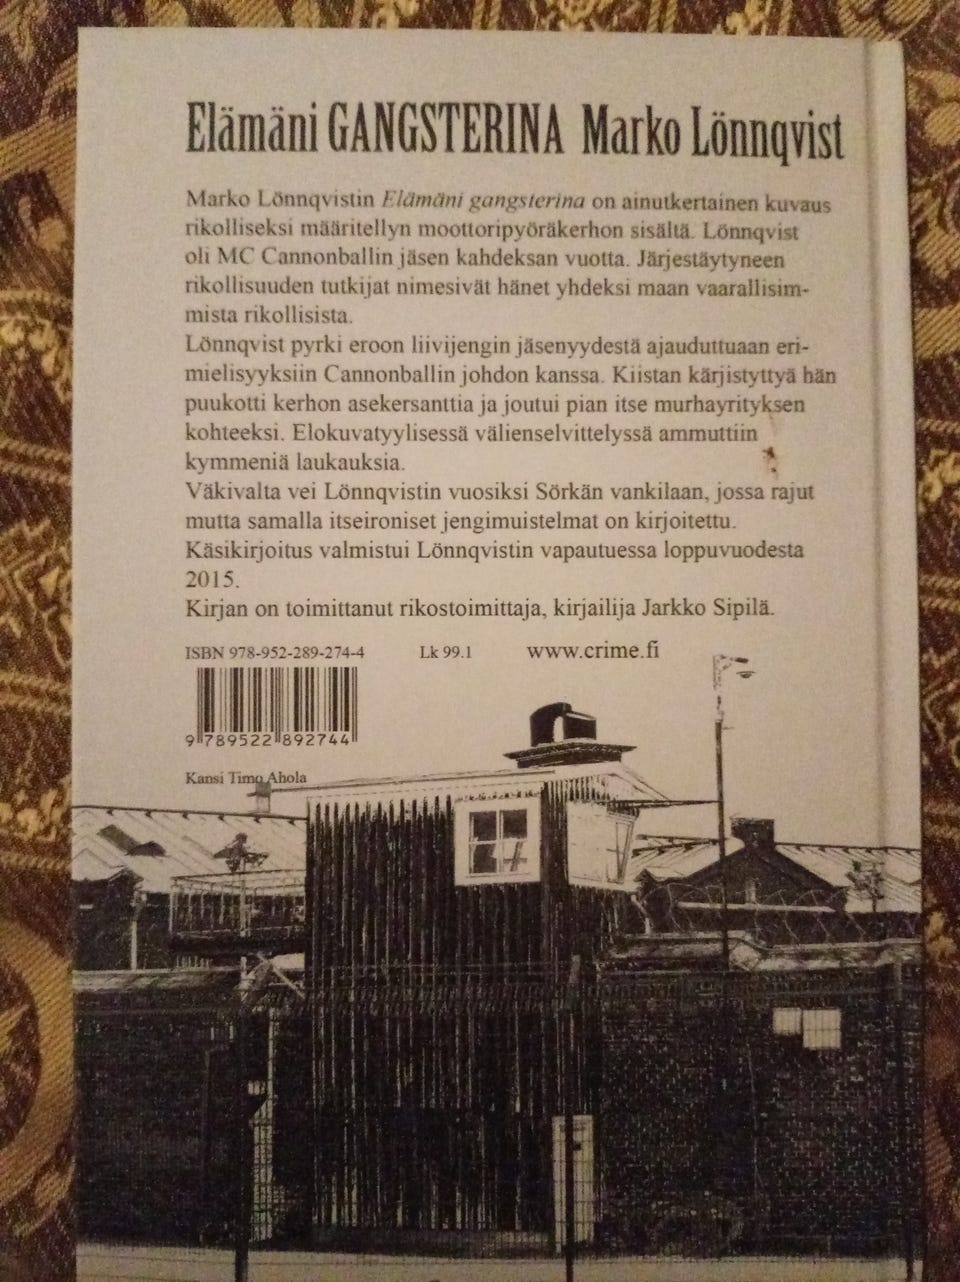 Elämäni GANGSTERINA Marko Lönnqvist
Marko Lönnqvistin Elämäni gangsterina on ainutkertainen kuvaus
rikolliseksi määritellyn moottoripyöräkerhon sisältä. Lönnqvist
oli MC Cannonballin jäsen kahdeksan vuotta. Järjestäytyneen
rikollisuuden tutkijat nimesivät hänet yhdeksi maan vaarallisim-
mista rikollisista.
Lönnqvist pyrki eroon liivijengin jäsenyydestä ajauduttuaan eri-
mielisyyksiin Cannonballin johdon kanssa. Kiistan kärjistyttyä hän
puukotti kerhon asekersanttia ja joutui pian itse murhayrityksen
kohteeksi. Elokuvatyylisessä välienselvittelyssä ammuttiin
kymmeniä laukauksia.
Väkivalta vei Lönnqvistin vuosiksi Sörkän vankilaan, jossa rajut
mutta samalla itseironiset jengimuistelmat on kirjoitettu.
Käsikirjoitus valmistui Lönnqvistin vapautuessa loppuvuodesta
2015.
Kirjan on toimittanut rikostoimittaja, kirjailija Jarkko Sipilä.
ISBN 978-952-289-274-4 Lk 99.1 www.crime.fi
9 789522 892744
Kansi Timo Ahola